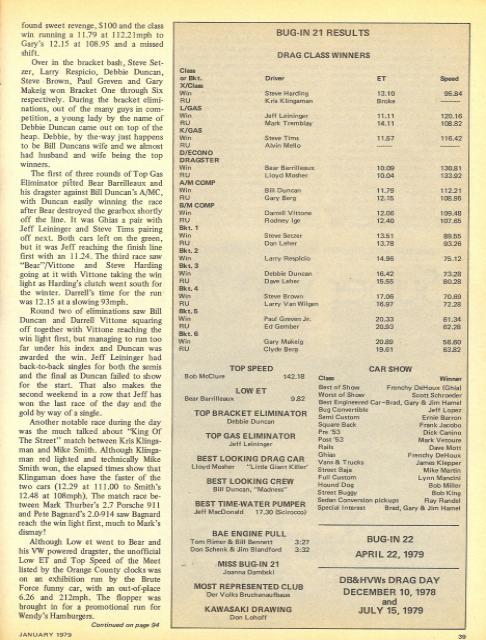 found sweet revenge, $100 and the class
win running a 11.79 at 112.21mph to
Gary's 12.15 at 108.95 and a missed
shift.
Over in the bracket bash, Steve Set-
zer, Larry Respicio, Debbie Duncan,
Steve Brown, Paul Greven and Gary
Makeig won Bracket One through Six
respectively. During the bracket elimi-
nations, out of the many guys in com-
petition, a young lady by the name of
Debbie Duncan came out on top of the
heap. Debbie, by the-way just happens
to be Bill Duncans wife and we almost
had husband and wife being the top
winners.
The first of three rounds of Top Gas
Eliminator pitted Bear Barrilleaux and
his dragster against Bill Duncan's A/MC,
with Duncan easily winning the race
after Bear destroyed the gearbox shortly
off the line. It was Ghias a pair with
Jeff Leininger and Steve Tims pairing
off next. Both cars left on the green,
but it was Jeff reaching the finish line
first with an 11.24. The third race saw
"Bear"/Vittone and Steve Harding
going at it with Vittone taking the win
light as Harding's clutch went south for
the winter. Darrell's time for the run
was 12.15 at a slowing 93mph.
Round two of eliminations saw Bill
Duncan and Darrell Vittone squaring
off together with Vittone reaching the
win light first, but managing to run too
far under his index and Duncan was
awarded the win. Jeff Leininger had
back-to-back singles for both the semis
and the final as Duncan failed to show
for the start. That also makes the
second weekend in a row that Jeff has
won the last race of the day and the
gold by way of a single.
Another notable race during the day
was the much talked about "King Of
The Street" match between Kris Klinga-
man and Mike Smith. Although Klinga-
man red lighted and technically Mike
Smith won, the elapsed times show that
Klingaman does have the faster of the
two cars (12.29 at 111.00 to Smith's
12.48 at 108mph). The match race be-
tween Mark Thurber's 2.7 Porsche 911
and Pete Bagnard's 2.0-914 saw Bagnard
reach the win light first, much to Mark's
dismay!
Although Low et went to Bear and
his VW powered dragster, the unofficial
Low ET and Top Speed of the Meet
listed by the Orange County clocks was
on an exhibition run by the Brute
Force funny car, with an out-of-place
6.26 and 212mph. The flopper was
brought in for a promotional run for
Wendy's Hamburgers.
Continued on page 94
JANUARY 1979
BUG-IN 21 RESULTS
DRAG CLASS WINNERS
Class
or Bkt. Driver ET Speed
X/Class
Win Steve Harding 13.10 95.84
RU Kris Klingaman Broke --------
L/GAS
Win Jeff Leininger 11.11 120.16
RU Mark Tremblay 14.11 108.82
K/GAS
Win Steve Tims 11.57 116.42
RU Alvin Mello ------- -------
D/ECONO
DRAGSTER
Win Bear Barrilleaux 10.09 130.81
RU Lloyd Mosher 10.04 133.92
A/M COMP
Win Bill Duncan 11.79 112.21
RU Gary Berg 12.15 108.95
B/M COMP
Win Darrell Vittone 12.06 109.48
RU Rodney Ige 12.40 107.65
Bkt. 1
Win Steve Setzer 13.51 89.55
RU Don Leher 13.78 93.26
Bkt. 2
Win Larry Respicio 14.96 75.12
Bkt. 3
Win Debbie Duncan 16.42 73.28
RU Dave Leher 15.55 80.28
Bkt. 4
Win Steve Brown 17.06 70.69
RU Larry Van Wilgen 16.97 72.28
Bkt. 5
Win Paul Greven Jr. 20.33 61.34
RU Ed Gember 20.93 62.28
Bkt. 6
Win Gary Makeig 20.89 56.60
RU Clyde Berg 19.61 63.82
TOP SPEED
Bob McClure 142.18
LOW ET
Bear Barrilleaux 9.82
TOP BRACKET ELIMINATOR
Debbie Duncan
TOP GAS ELIMINATOR
Jeff Leininger
BEST LOOKING DRAG CAR
Lloyd Mosher "Little Giant Killer'
BEST LOOKING CREW
Bill Duncan, "Madness"
BEST TIME-WATER PUMPER
Jeff MacDonald 17.30 (Scirocco)
BAE ENGINE PULL
Tom Rimer & Bill Bennett 3:27
Don Schenk & Jim Blandford 3:32
MISS BUG-IN 21
Joanna Dambski
MOST REPRESENTED CLUB
Der Volks Bruchanaufbaus
KAWASAKI DRAWING
Don Lohoff
CAR SHOW
Class Winner
Best of Show Frenchy DeHoux (Ghia)
Worst of Show Scott Schroeder
Best Engineered Car-Brad, Gary & Jim Hamel
Bug Convertible Jeff Lopez
Semi Custom Ernie Barron
Square Back Frank Jacobo
Pre '53 Dick Canino
Post '53 Mark Vetoure
Rails Dave Mott
Ghias Frenchy DeHoux
Vans & Trucks James Klepper
Street Baja Mike Martin
Full Custom Lynn Mancini
Hound Dog Bob Miller
Street Buggy Bob King
Sedan Conversion pickups Ray Randel
Special Interest Brad, Gary & Jim Hamel
BUG-IN 22
APRIL 22, 1979
DB&HVWs DRAG DAY
DECEMBER 10, 1978
and
JULY 15, 1979
39